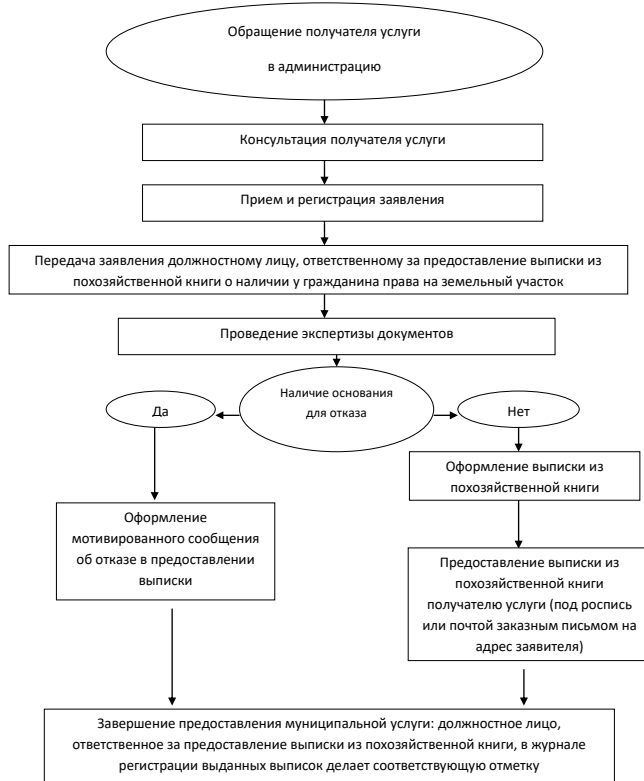 Обращение получателя услуги
в администрацию
Консультация получателя услуги
Прием и регистрация заявления
Передача заявления должностному лицу, ответственному за предоставление выписки из
похозяйственной книги о наличии у гражданина права на земельный участок
Проведение экспертизы документов
Наличие основания
для отказа
Да
Нет
Оформление выписки из
похозяйственной книги
Оформление
мотивированного сообщения
об отказе в предоставлении
выписки
Предоставление выписки из
похозяйственной книги
получателю услуги (под роспись
или почтой заказным письмом на
адрес заявителя)
Завершение предоставления муниципальной услуги: должностное лицо,
ответственное за предоставление выписки из похозяйственной книги, в журнале
регистрации выданных выписок делает соответствующую отметку